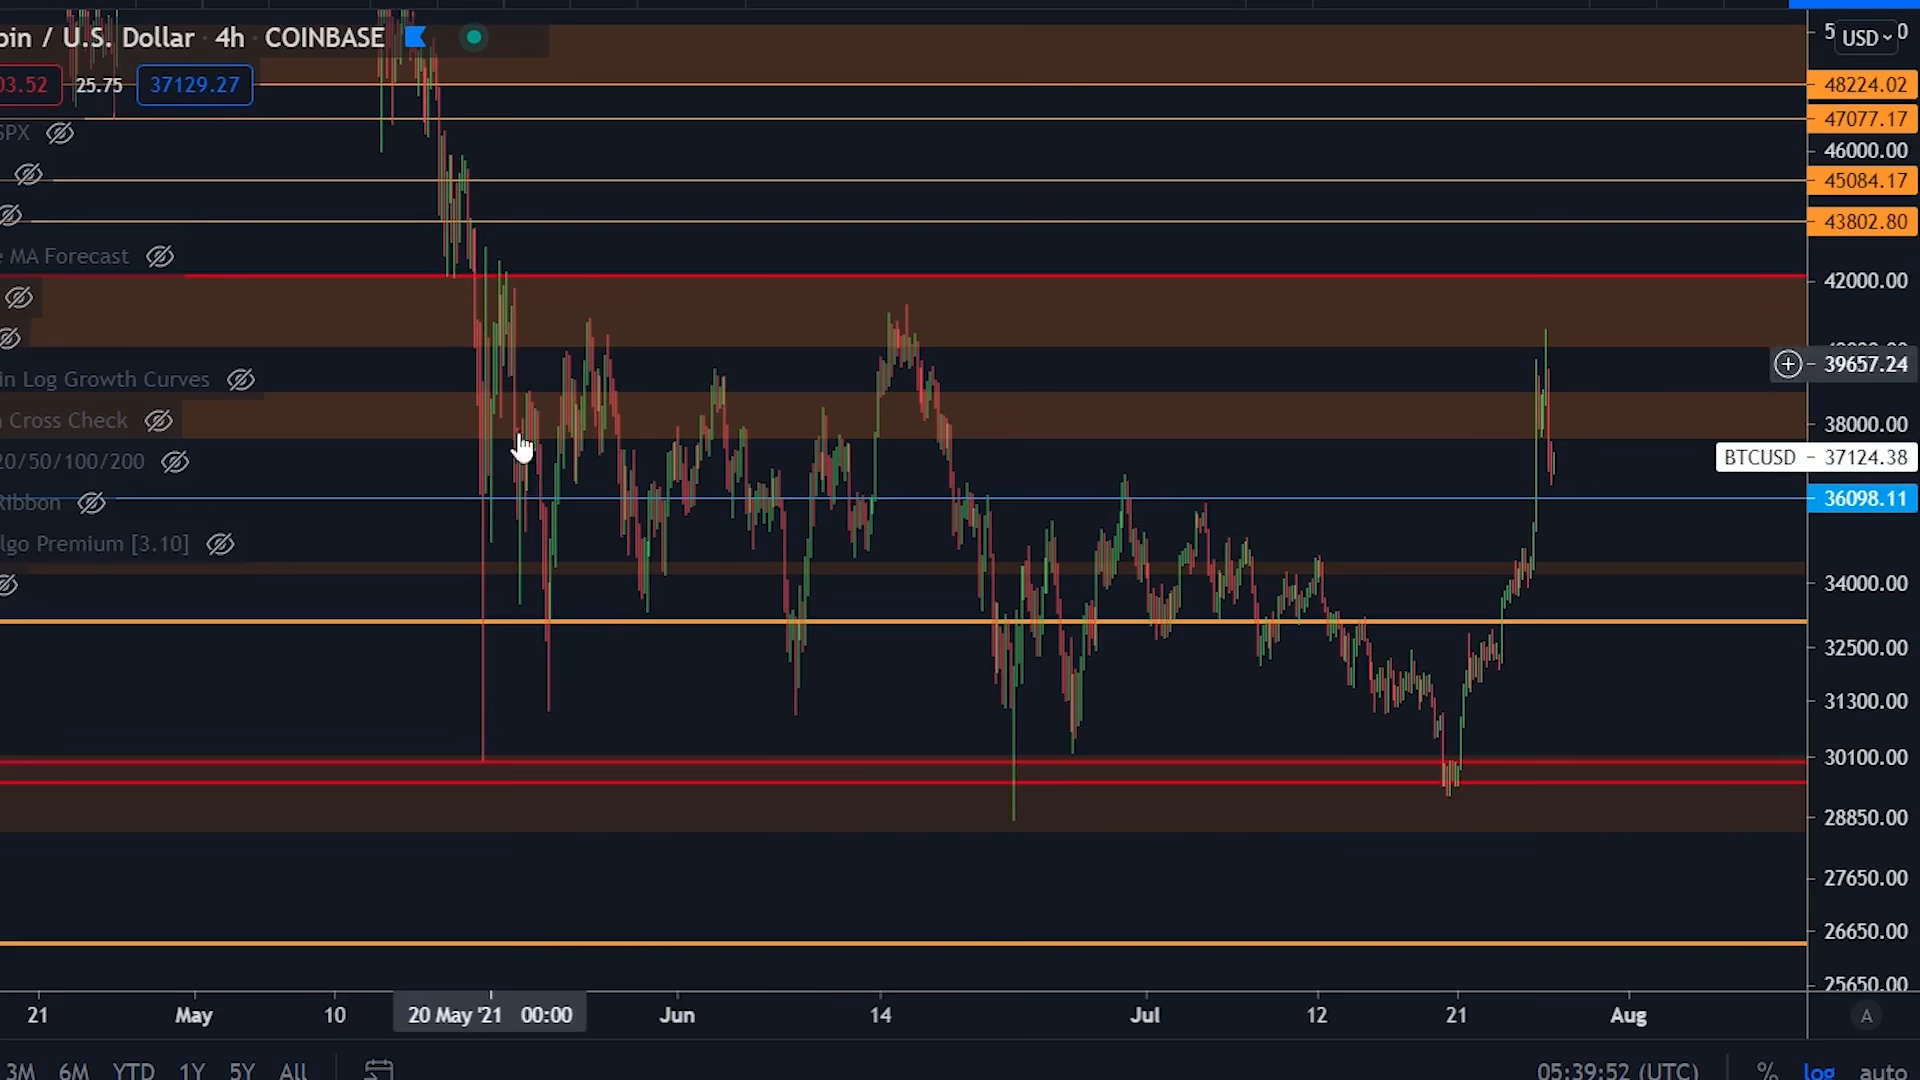 oin / U.S. Dollar · 4h · COINBASE
USD
03.52 25.75 37129.27
48224.02
47077.17
SPX
46000.00
45084.17
43802.80
e MA Forecast
42000.00
in Log Growth Curves
39657.24
Cross Check
38000.00
20/50/100/200
BTCUSD 37124.38
Ribbon
36098.11
lgo Premium [3.10]
34000.00
32500.00
31300.00
30100.00
28850.00
27650.00
26650.00
25650.00
21 May 10 20 May '21 00:00 Jun 14 Jul 12 21 Aug
A
3M 6M YTD 1Y 5Y All 05:39:52 (UTC) % log auto